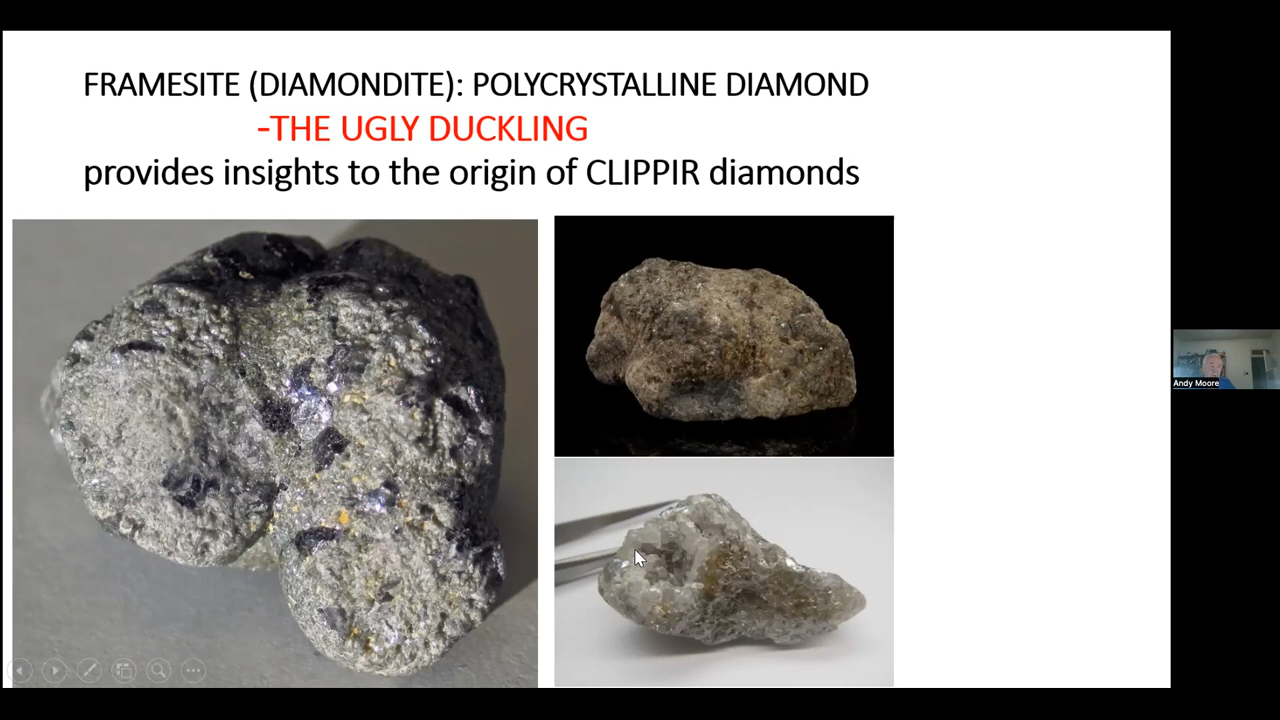 FRAMESITE (DIAMONDITE): POLYCRYSTALLINE DIAMOND
-THE UGLY DUCKLING
provides insights to the origin of CLIPPIR diamonds
Andy Moore